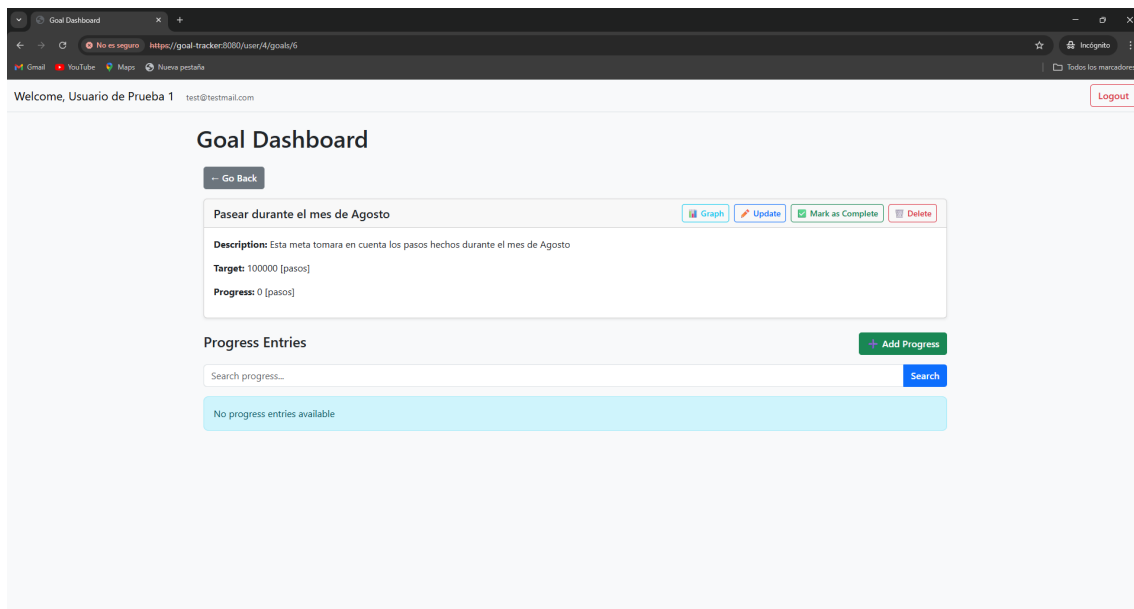 Goal Dashboard
No es seguro https://goal-tracker:8080/user/4/goals/6
Incógnito
Gmail YouTube Maps Nueva pestaña
Todos los marcadores
Welcome, Usuario de Prueba 1 test@testmail.com
Logout
Goal Dashboard
← Go Back
Pasear durante el mes de Agosto
Graph Update Mark as Complete Delete
Description: Esta meta tomara en cuenta los pasos hechos durante el mes de Agosto
Target: 100000 [pasos]
Progress: 0 [pasos]
Progress Entries
+ Add Progress
Search progress...
Search
No progress entries available